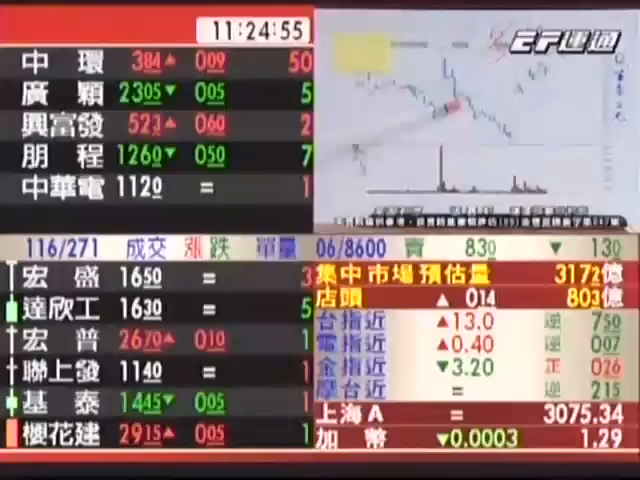 11:24:55
EF運通
中環 384▲ 009 50
廣穎 2305▼ 005 5
興富發 523▲ 060 2
朋程 1260▼ 050 7
中華電 1120 = 1
116/271 成交 漲跌 單量
06/8600 賣 830 ▼ 130
宏盛 1650 = 3
達欣工 1630 = 5
宏普 2670▲ 010 1
聯上發 1140 = 1
基泰 1445▼ 005 1
櫻花建 2915▲ 005 1
集中市場預估量 3172億
店頭 ▲ 014 803億
台指近 ▲13.0 逆 750
電指近 ▲0.40 逆 007
金指近 ▼3.20 正 026
摩台近 = 逆 215
上海A = 3075.34
加幣 ▼0.0003 1.29